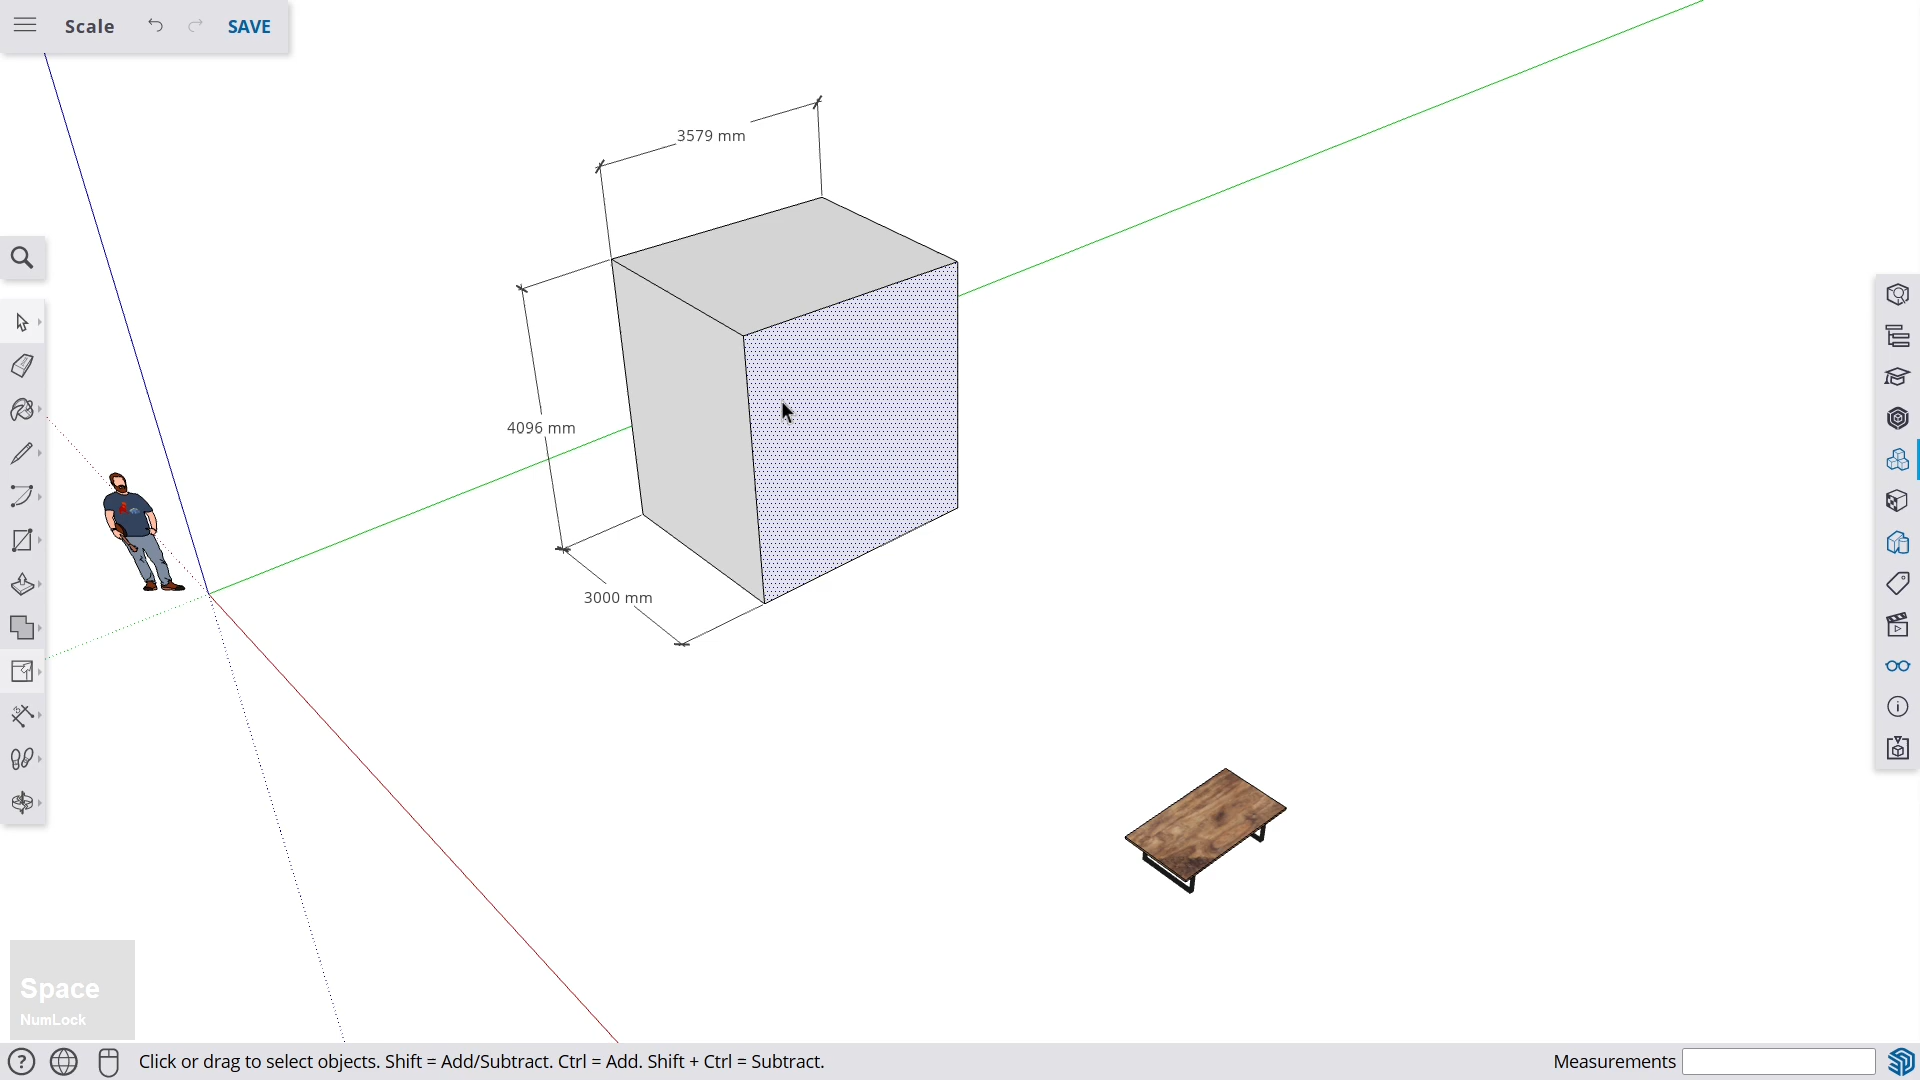 Scale
SAVE
3579 mm
4096 mm
3000 mm
Space
NumLock
Click or drag to select objects. Shift = Add/Subtract. Ctrl = Add. Shift + Ctrl = Subtract.
Measurements